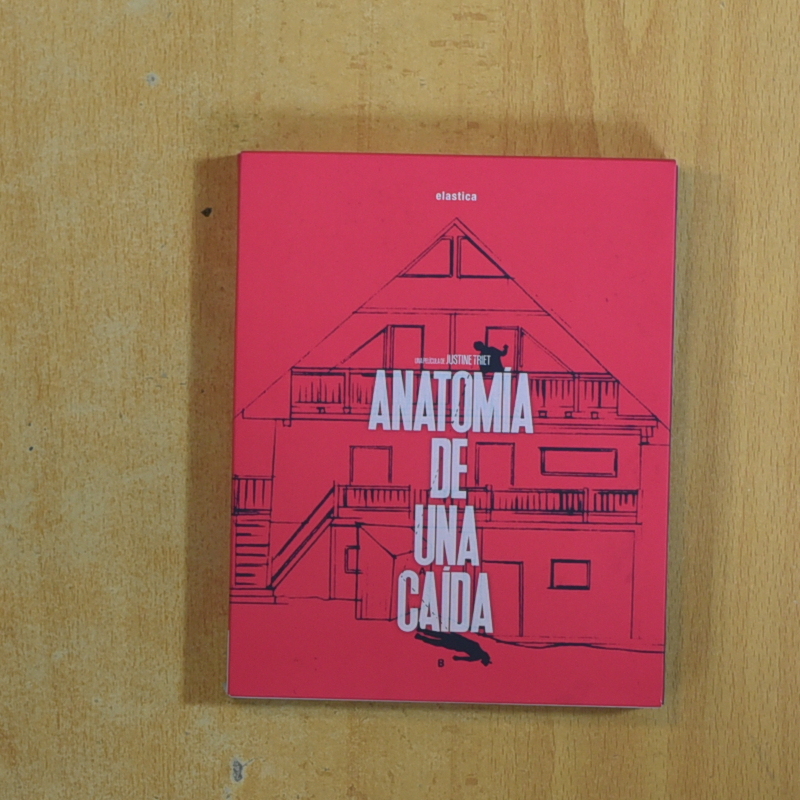 elastica
UNA PELÍCULA DE JUSTINE TRIET
ANATOMÍA
DE
UNA
CAÍDA
B